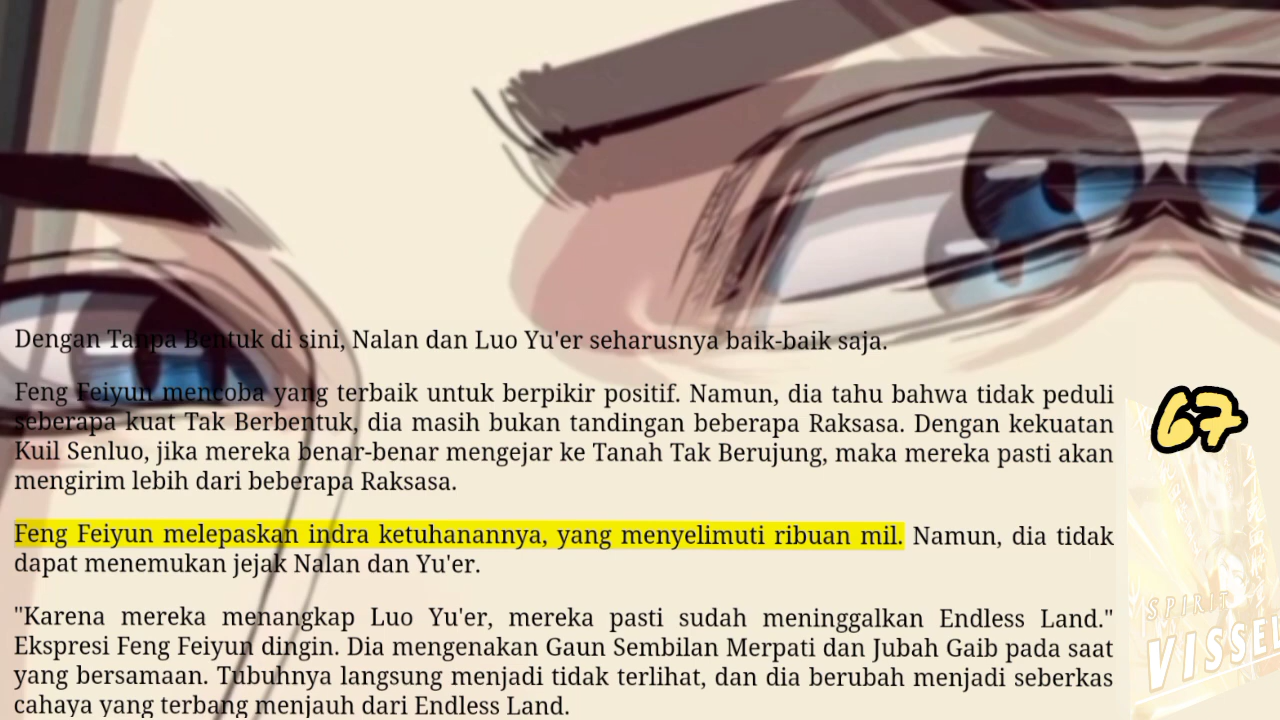 Dengan Tanpa Bentuk di sini, Nalan dan Luo Yu'er seharusnya baik-baik saja.
Feng Feiyun mencoba yang terbaik untuk berpikir positif. Namun, dia tahu bahwa tidak peduli
seberapa kuat Tak Berbentuk, dia masih bukan tandingan beberapa Raksasa. Dengan kekuatan
Kuil Senluo, jika mereka benar-benar mengejar ke Tanah Tak Berujung, maka mereka pasti akan
mengirim lebih dari beberapa Raksasa.
Feng Feiyun melepaskan indra ketuhanannya, yang menyelimuti ribuan mil. Namun, dia tidak
dapat menemukan jejak Nalan dan Yu'er.
"Karena mereka menangkap Luo Yu'er, mereka pasti sudah meninggalkan Endless Land."
Ekspresi Feng Feiyun dingin. Dia mengenakan Gaun Sembilan Merpati dan Jubah Gaib pada saat
yang bersamaan. Tubuhnya langsung menjadi tidak terlihat, dan dia berubah menjadi seberkas
cahaya yang terbang menjauh dari Endless Land.
67
SPIRIT
VISSEL